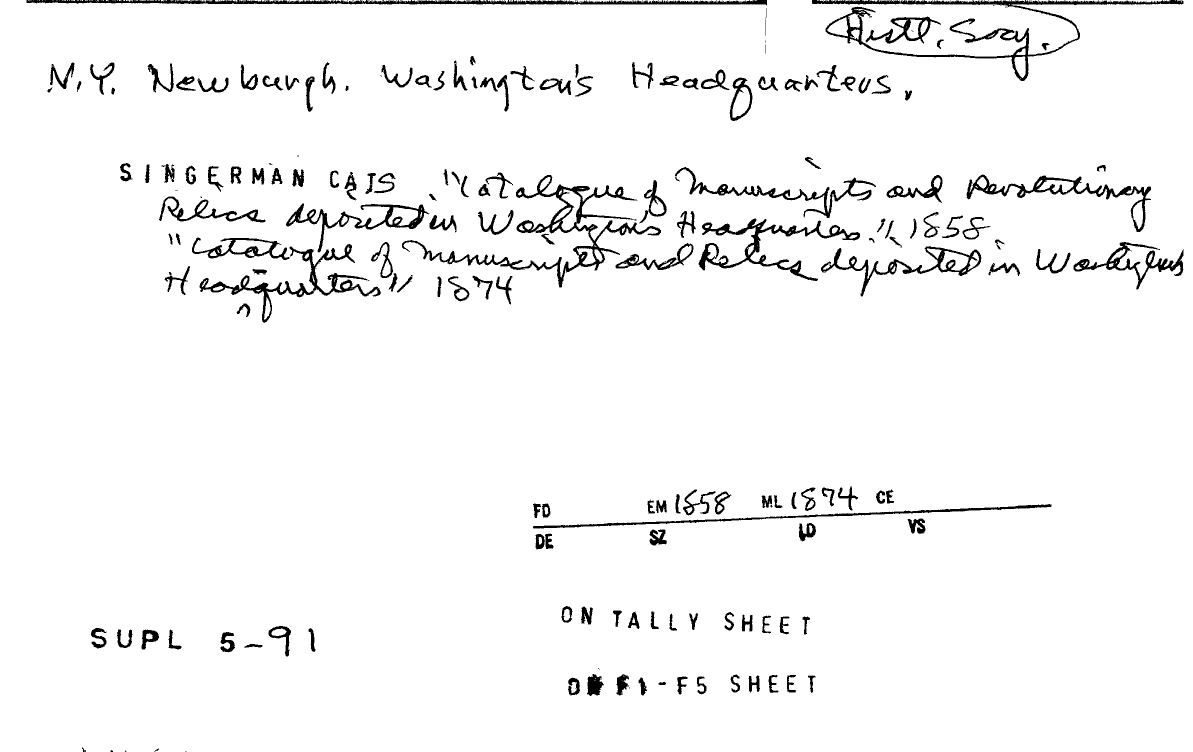 Histl. Socy.
N.Y. Newburgh. Washington's Headquarters.
SINGERMAN CATS "Catalogue of Manuscripts and Revolutionary
Relics deposited in Washington's Headquarters." 1858.
"Catalogue of Manuscripts and Relics deposited in Washington's
Headquarters" 1874
FD EM 1858 ML 1874 CE
DE SZ LD VS
ON TALLY SHEET
SUPL 5-91
ON F1-F5 SHEET